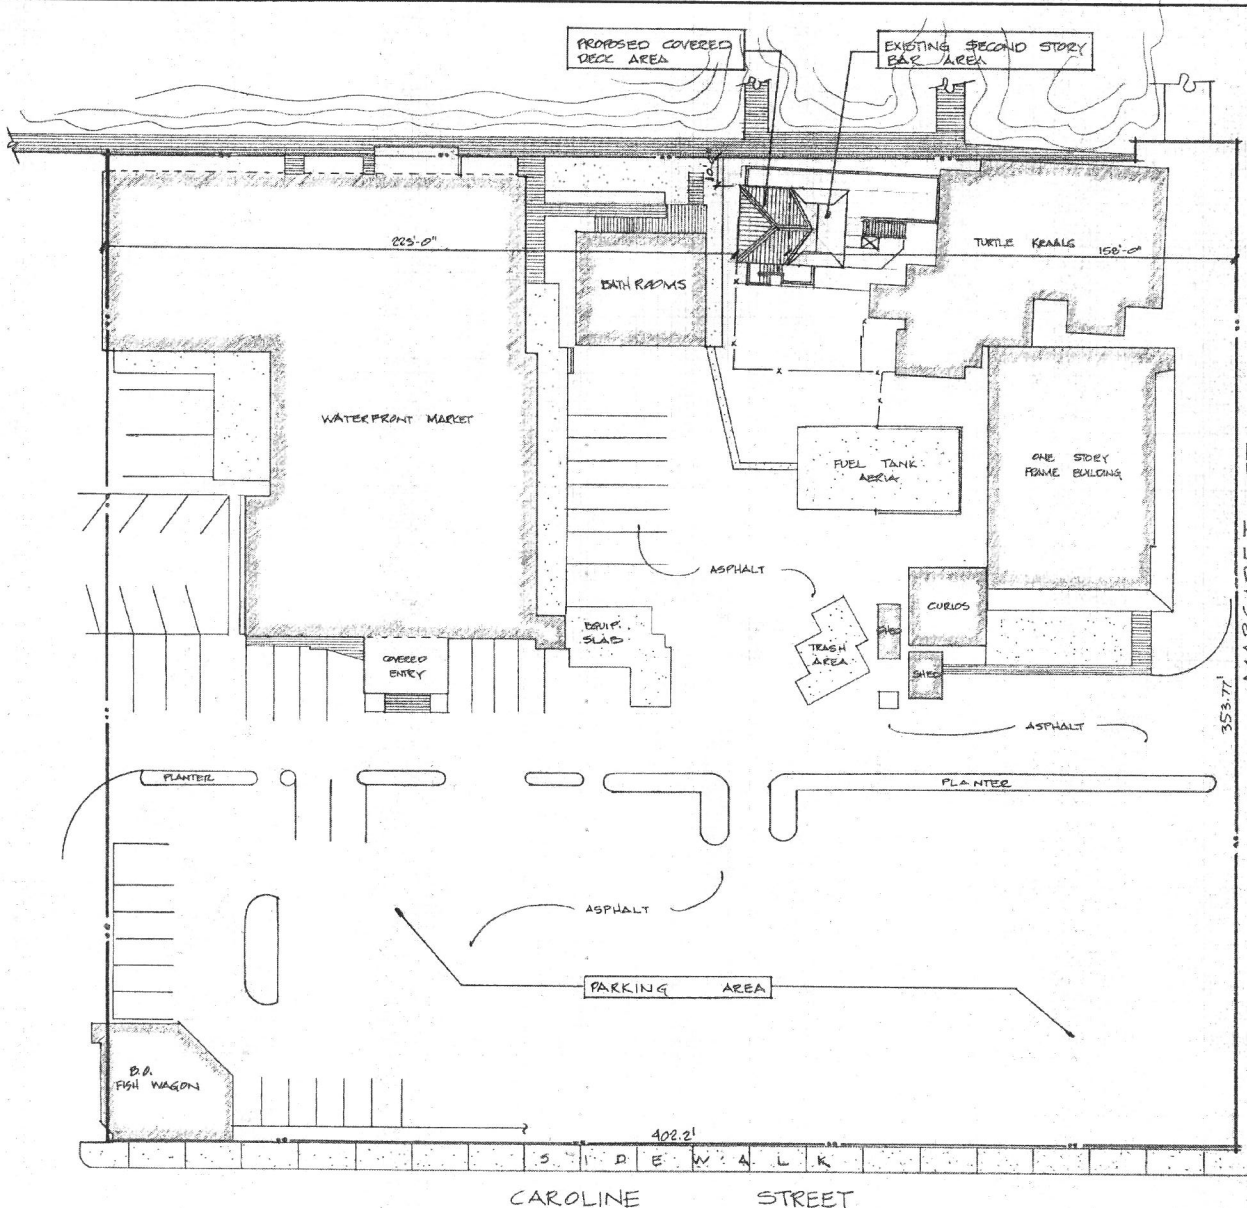 PROPOSED COVERED
DECK AREA
EXISTING SECOND STORY
BAR AREA
223'-0"
TURTLE KRAALS
158'-0"
BATH ROOMS
WATERFRONT MARKET
FUEL TANK
AERIA
ONE STORY
FRAME BUILDING
ASPHALT
CURIOS
EQUIP.
SLAB
SHED
TRASH
AREA
COVERED
ENTRY
SHED
353.77'
ASPHALT
PLANTER
PLANTER
ASPHALT
PARKING AREA
B.O.
FISH WAGON
402.2'
SIDEWALK
CAROLINE STREET